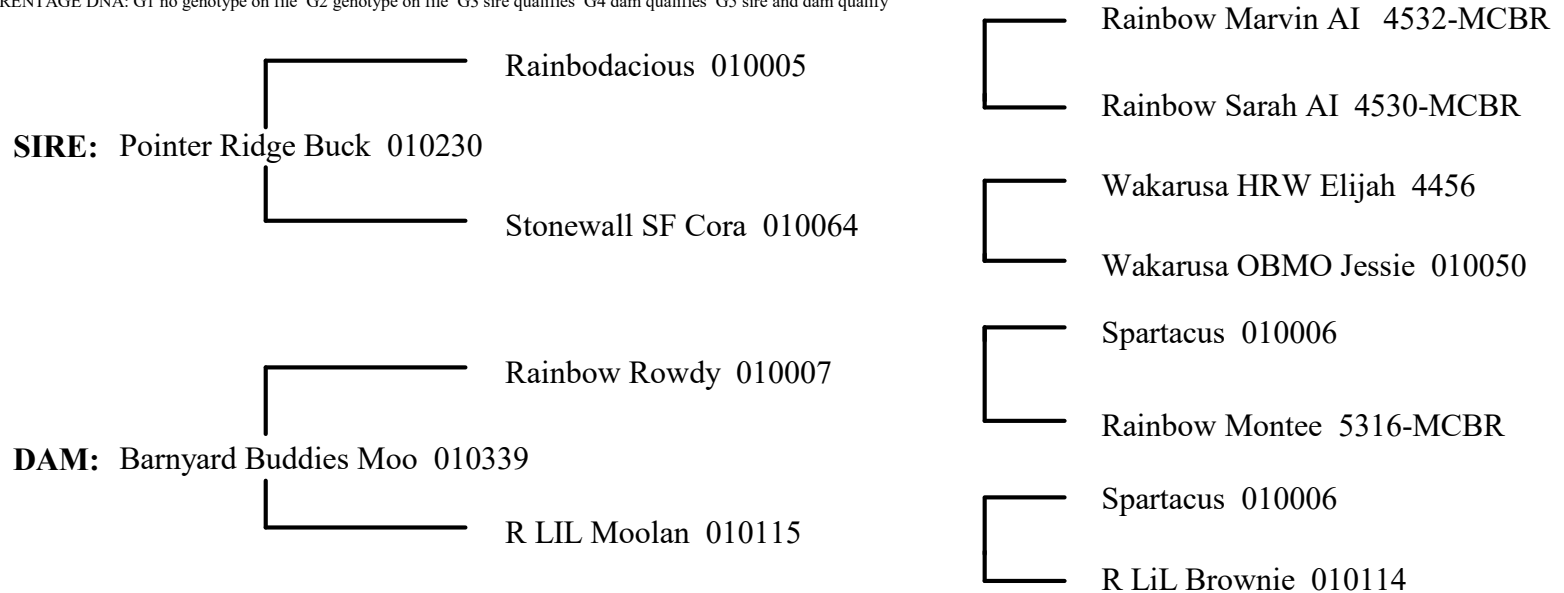 RENTAGE DNA: G1 no genotype on file G2 genotype on file G3 sire qualifies G4 dam qualifies G5 sire and dam qualify
Rainbow Marvin AI 4532-MCBR
Rainbodacious 010005
Rainbow Sarah AI 4530-MCBR
SIRE: Pointer Ridge Buck 010230
Wakarusa HRW Elijah 4456
Stonewall SF Cora 010064
Wakarusa OBMO Jessie 010050
Spartacus 010006
Rainbow Rowdy 010007
Rainbow Montee 5316-MCBR
DAM: Barnyard Buddies Moo 010339
Spartacus 010006
R LIL Moolan 010115
R LiL Brownie 010114